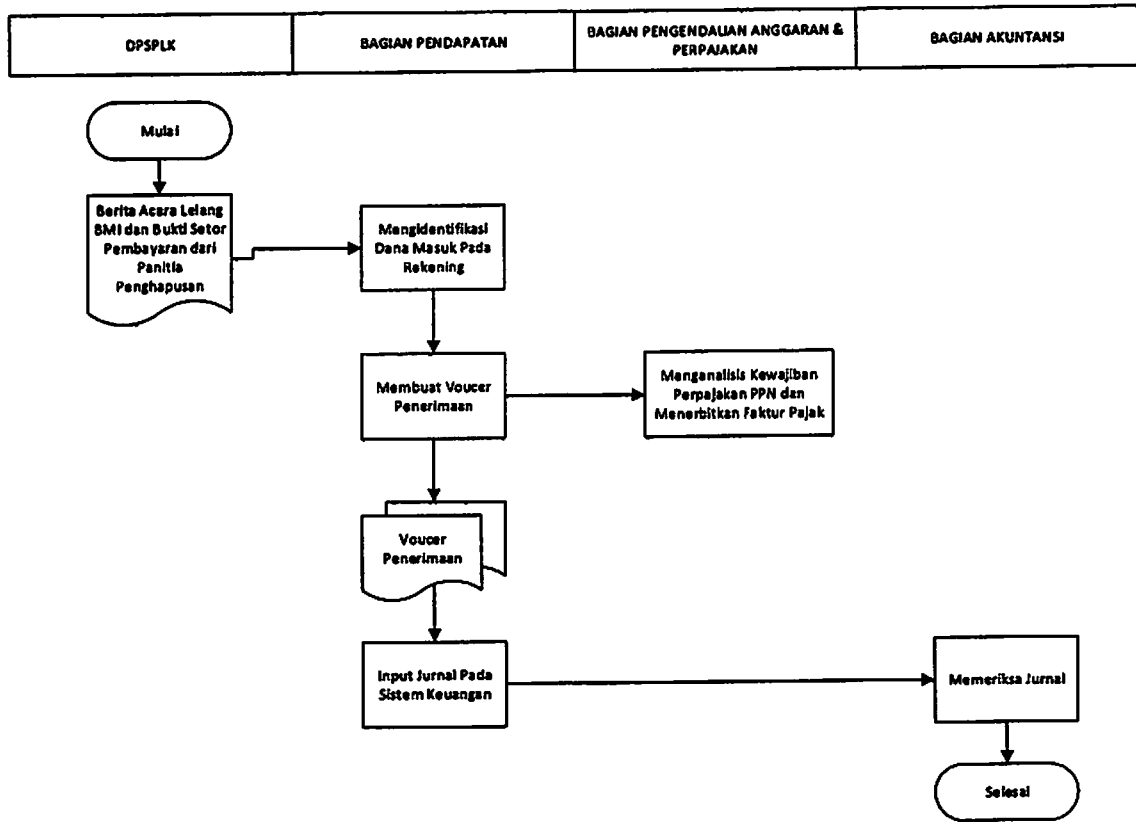 DPSPLK
BAGIAN PENDAPATAN
BAGIAN PENGENDALIAN ANGGARAN &
PERPAJAKAN
BAGIAN AKUNTANSI
Mulai
Berita Acara Lelang
BMI dan Bukti Setor
Pembayaran dari
Panitia
Penghapusan
Mengidentifikasi
Dana Masuk Pada
Rekening
Membuat Voucer
Penerimaan
Menganalisis Kewajiban
Perpajakan PPN dan
Menerbitkan Faktur Pajak
Voucer
Penerimaan
Input Jurnal Pada
Sistem Keuangan
Memeriksa Jurnal
Selesai